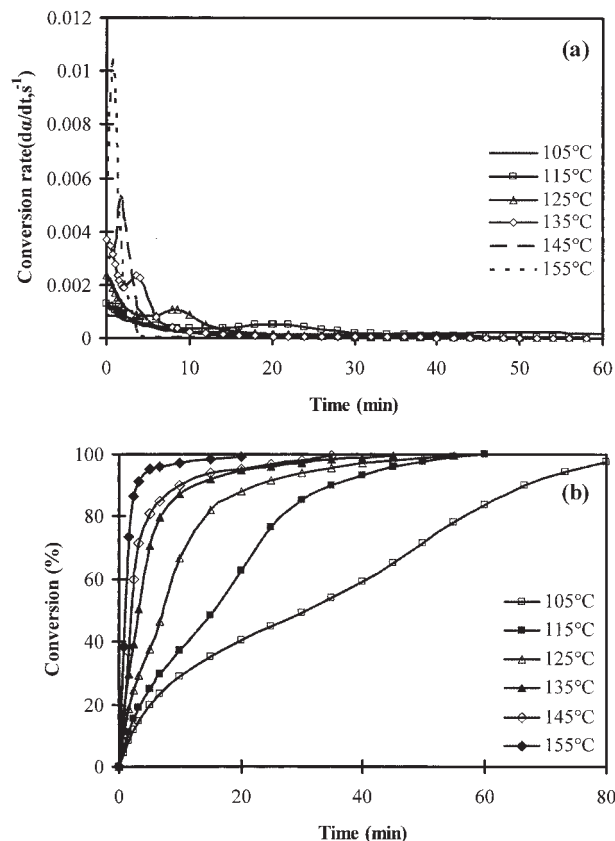 (a)
Conversion rate(dα/dt,s⁻¹)
0.012
0.01
0.008
0.006
0.004
0.002
0
105°C
115°C
125°C
135°C
145°C
155°C
0 10 20 30 40 50 60
Time (min)
(b)
Conversion (%)
100
80
60
40
20
0
105°C
115°C
125°C
135°C
145°C
155°C
0 20 40 60 80
Time (min)